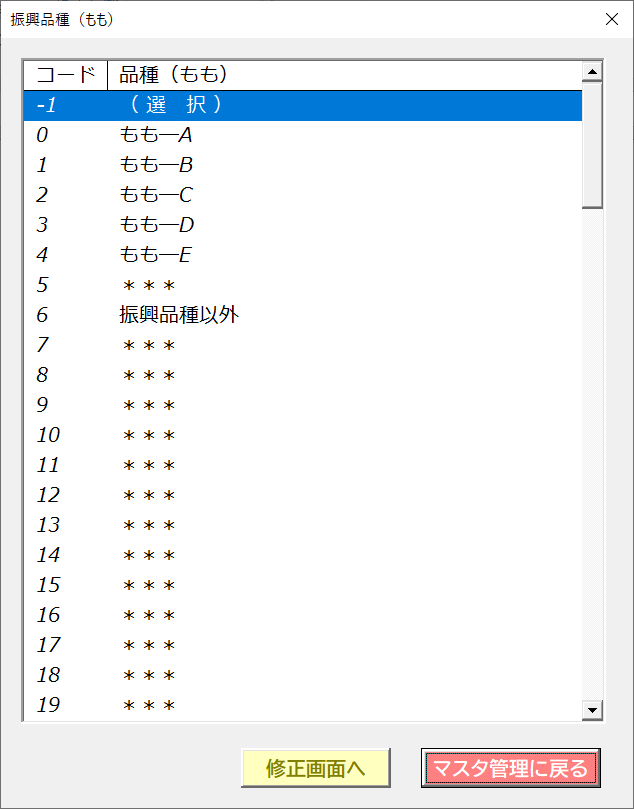 振興品種（もも）
コード 品種（もも）
-1 （ 選　択 ）
0 もも―A
1 もも―B
2 もも―C
3 もも―D
4 もも―E
5 ＊＊＊
6 振興品種以外
7 ＊＊＊
8 ＊＊＊
9 ＊＊＊
10 ＊＊＊
11 ＊＊＊
12 ＊＊＊
13 ＊＊＊
14 ＊＊＊
15 ＊＊＊
16 ＊＊＊
17 ＊＊＊
18 ＊＊＊
19 ＊＊＊
修正画面へ マスタ管理に戻る